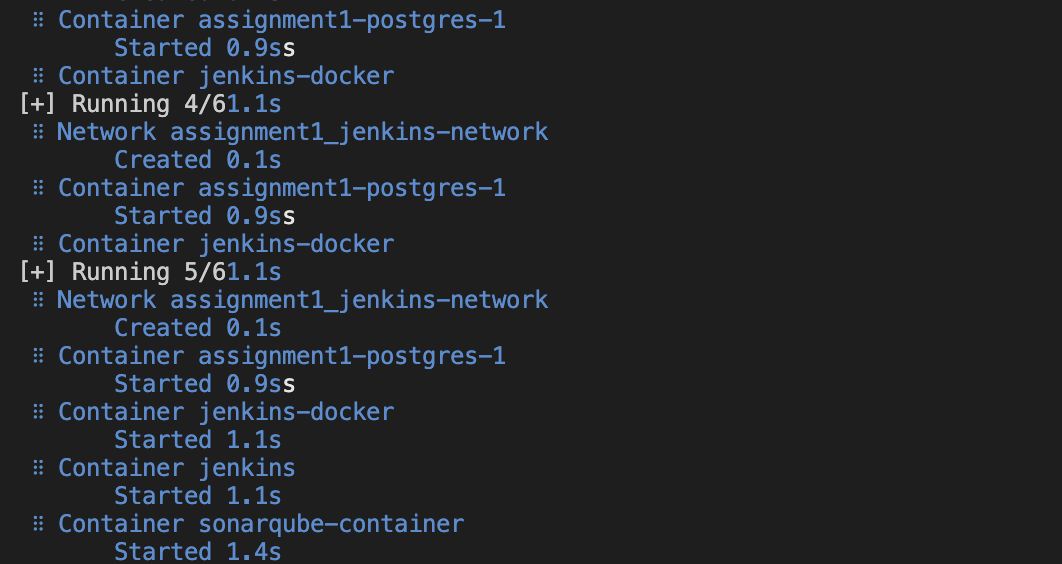 ⠿ Container assignment1-postgres-1
Started 0.9ss
⠿ Container jenkins-docker
[+] Running 4/61.1s
⠿ Network assignment1_jenkins-network
Created 0.1s
⠿ Container assignment1-postgres-1
Started 0.9ss
⠿ Container jenkins-docker
[+] Running 5/61.1s
⠿ Network assignment1_jenkins-network
Created 0.1s
⠿ Container assignment1-postgres-1
Started 0.9ss
⠿ Container jenkins-docker
Started 1.1s
⠿ Container jenkins
Started 1.1s
⠿ Container sonarqube-container
Started 1.4s